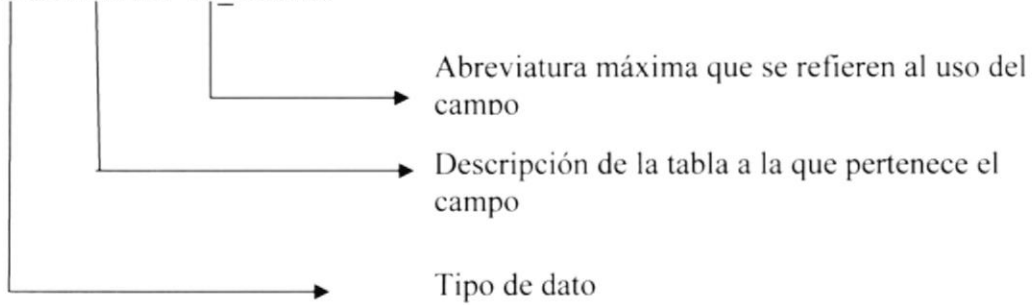 Abreviatura máxima que se refieren al uso del
campo
Descripción de la tabla a la que pertenece el
campo
Tipo de dato